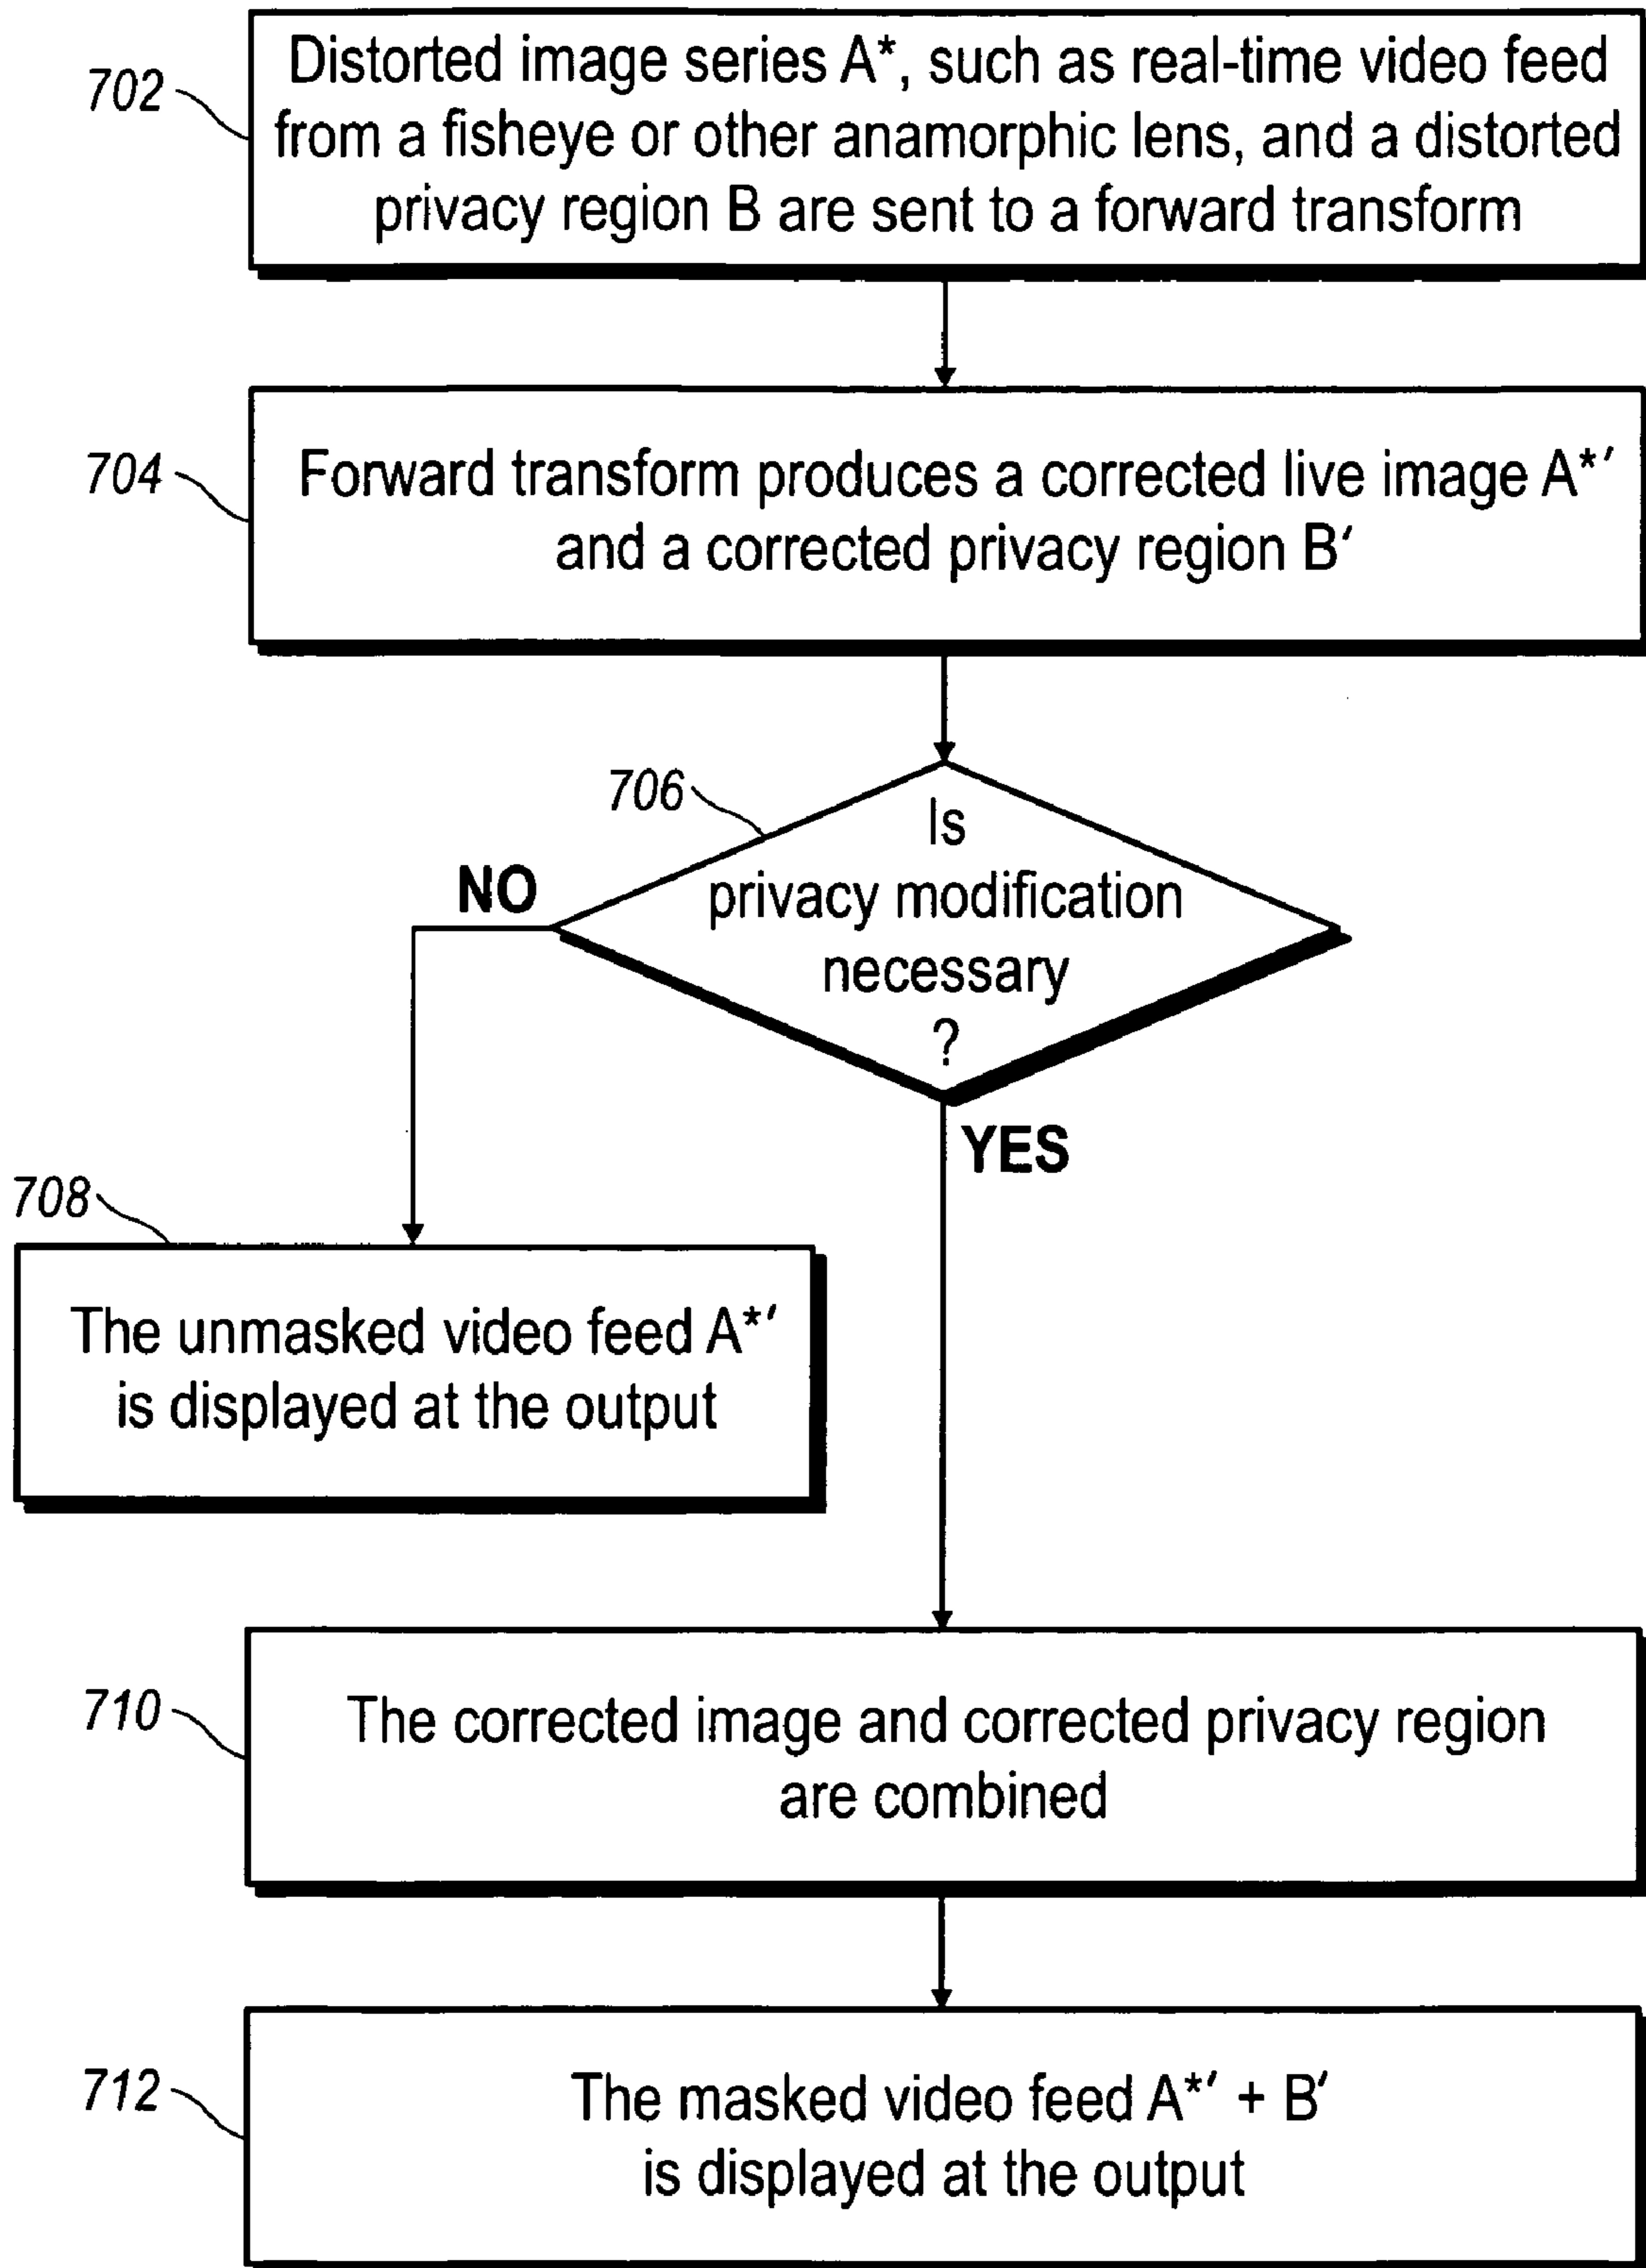 702
Distorted image series A*, such as real-time video feed
from a fisheye or other anamorphic lens, and a distorted
privacy region B are sent to a forward transform
704
Forward transform produces a corrected live image A*′
and a corrected privacy region B′
706
Is
privacy modification
necessary
?
NO
YES
708
The unmasked video feed A*′
is displayed at the output
710
The corrected image and corrected privacy region
are combined
712
The masked video feed A*′ + B′
is displayed at the output